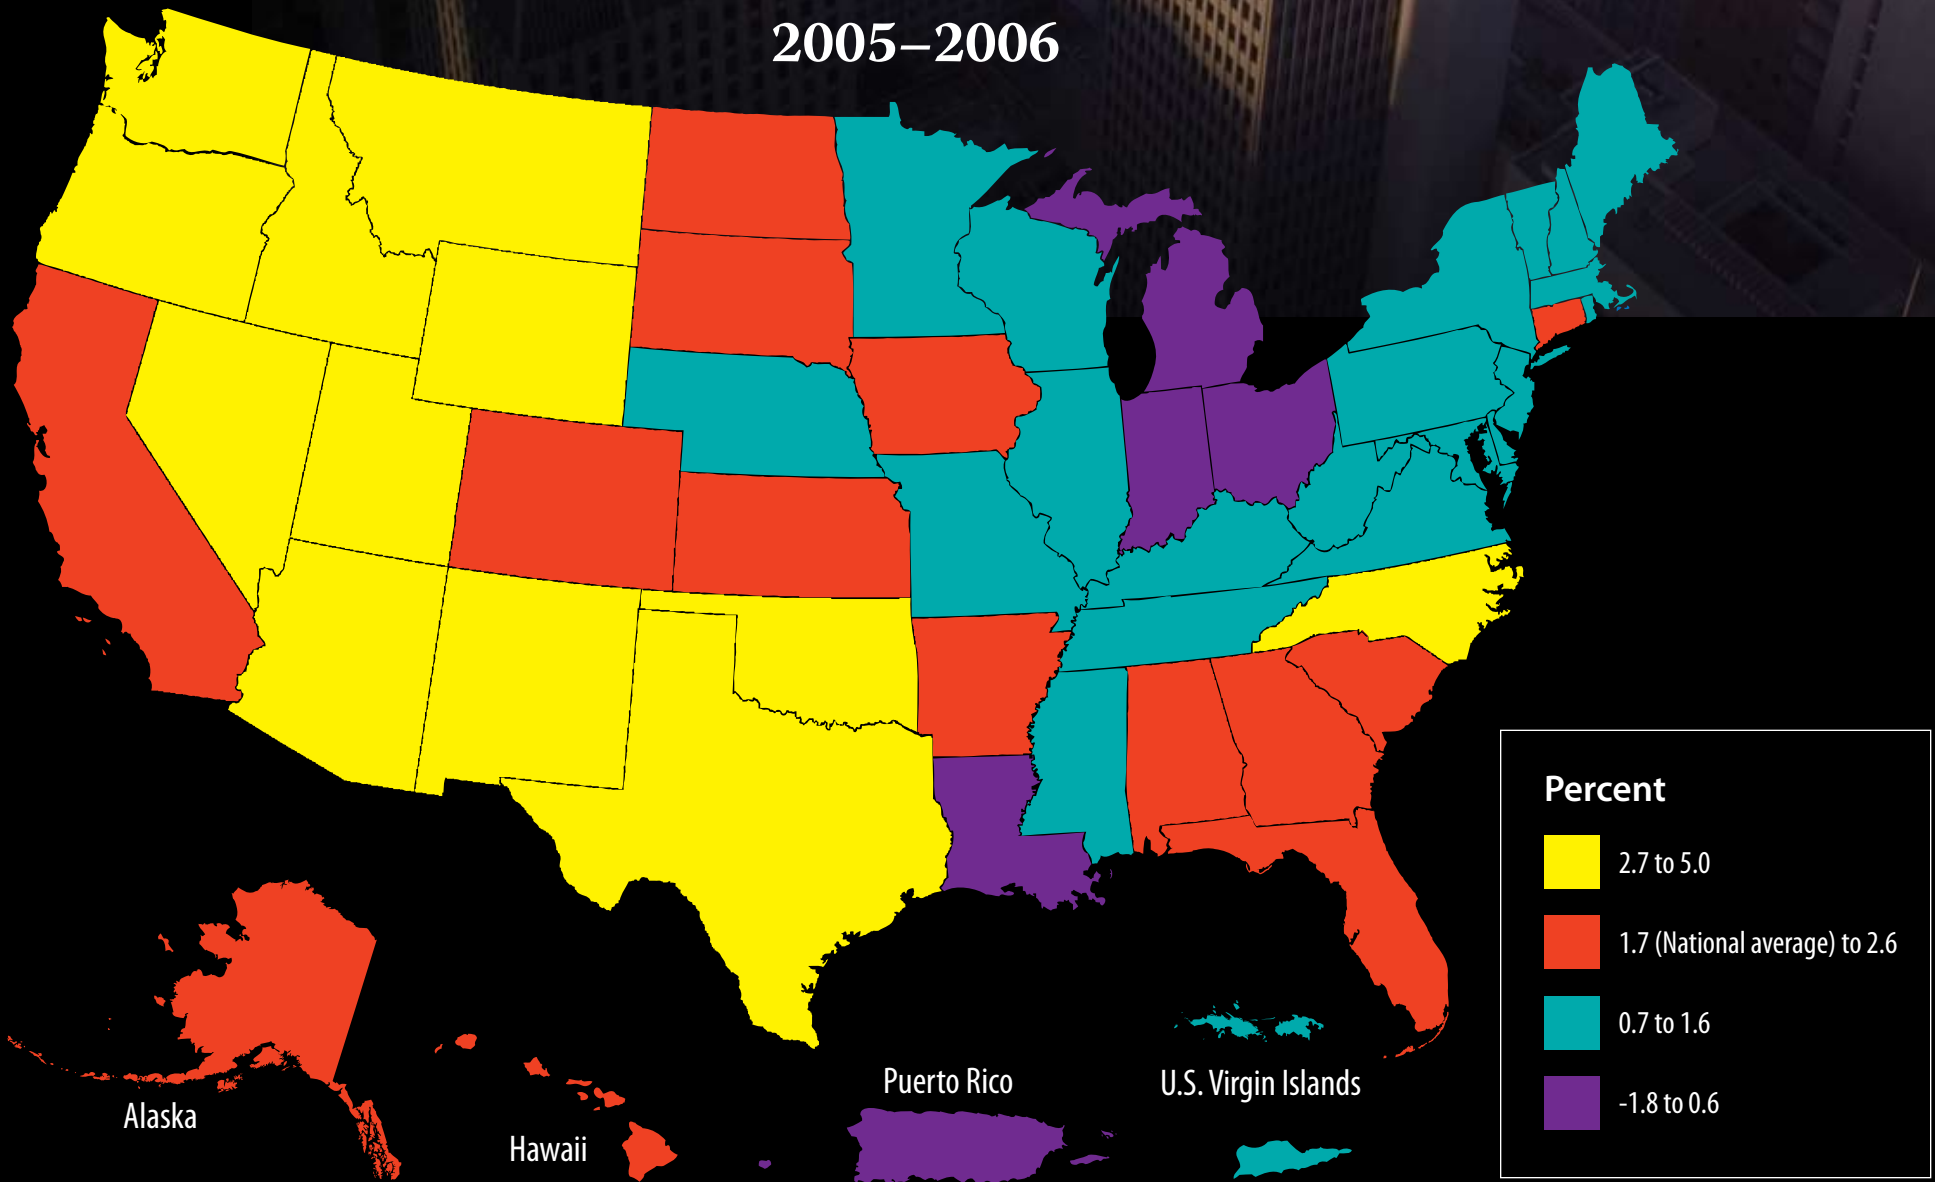 2005–2006
Percent
2.7 to 5.0
1.7 (National average) to 2.6
0.7 to 1.6
-1.8 to 0.6
Puerto Rico
U.S. Virgin Islands
Alaska
Hawaii